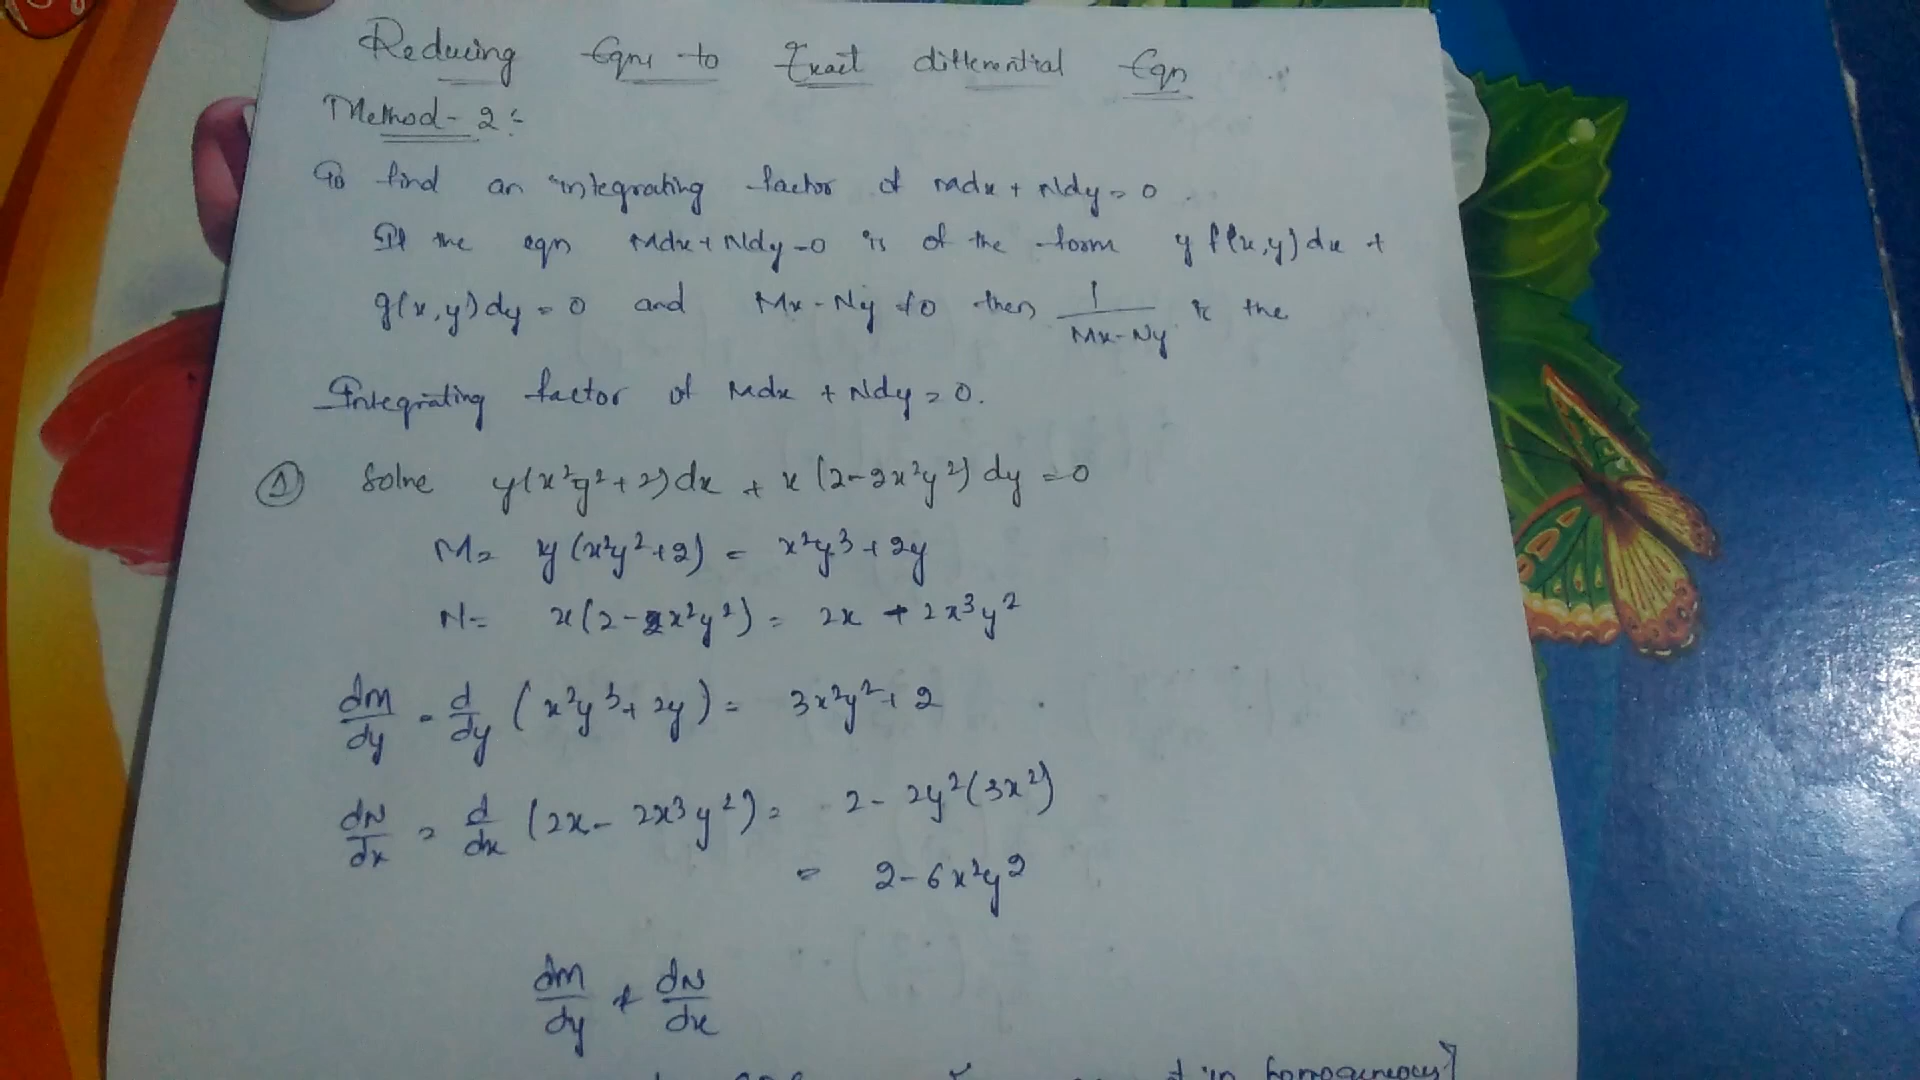 Reducing Eqns to Exact differential Eqn
Method-2:-
To find an integrating factor of Mdx + Ndy = 0.
If the eqn Mdx + Ndy = 0 is of the form y f(x,y) dx +
g(x,y) dy = 0 and Mx - Ny ≠ 0 then 1/(Mx-Ny) is the
Integrating factor of Mdx + Ndy = 0.
① Solve y(x²y²+2) dx + x (2-2x²y²) dy = 0
M = y (x²y²+2) = x²y³ + 2y
N = x(2-2x²y²) = 2x + 2x³y²
dM/dy = d/dy (x²y³ + 2y) = 3x²y² + 2
dN/dx = d/dx (2x - 2x³y²) = 2 - 2y²(3x²)
= 2 - 6x²y²
dM/dy ≠ dN/dx
homogeneous]